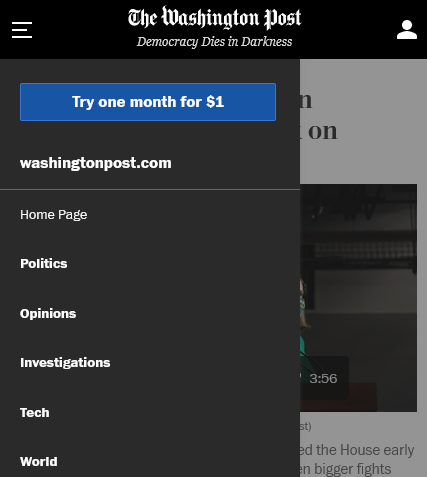 The Washington Post
Democracy Dies in Darkness
Try one month for $1
n
on
washingtonpost.com
Home Page
Politics
Opinions
Investigations
3:56
Tech
st)
ed the House early
World
en bigger fights